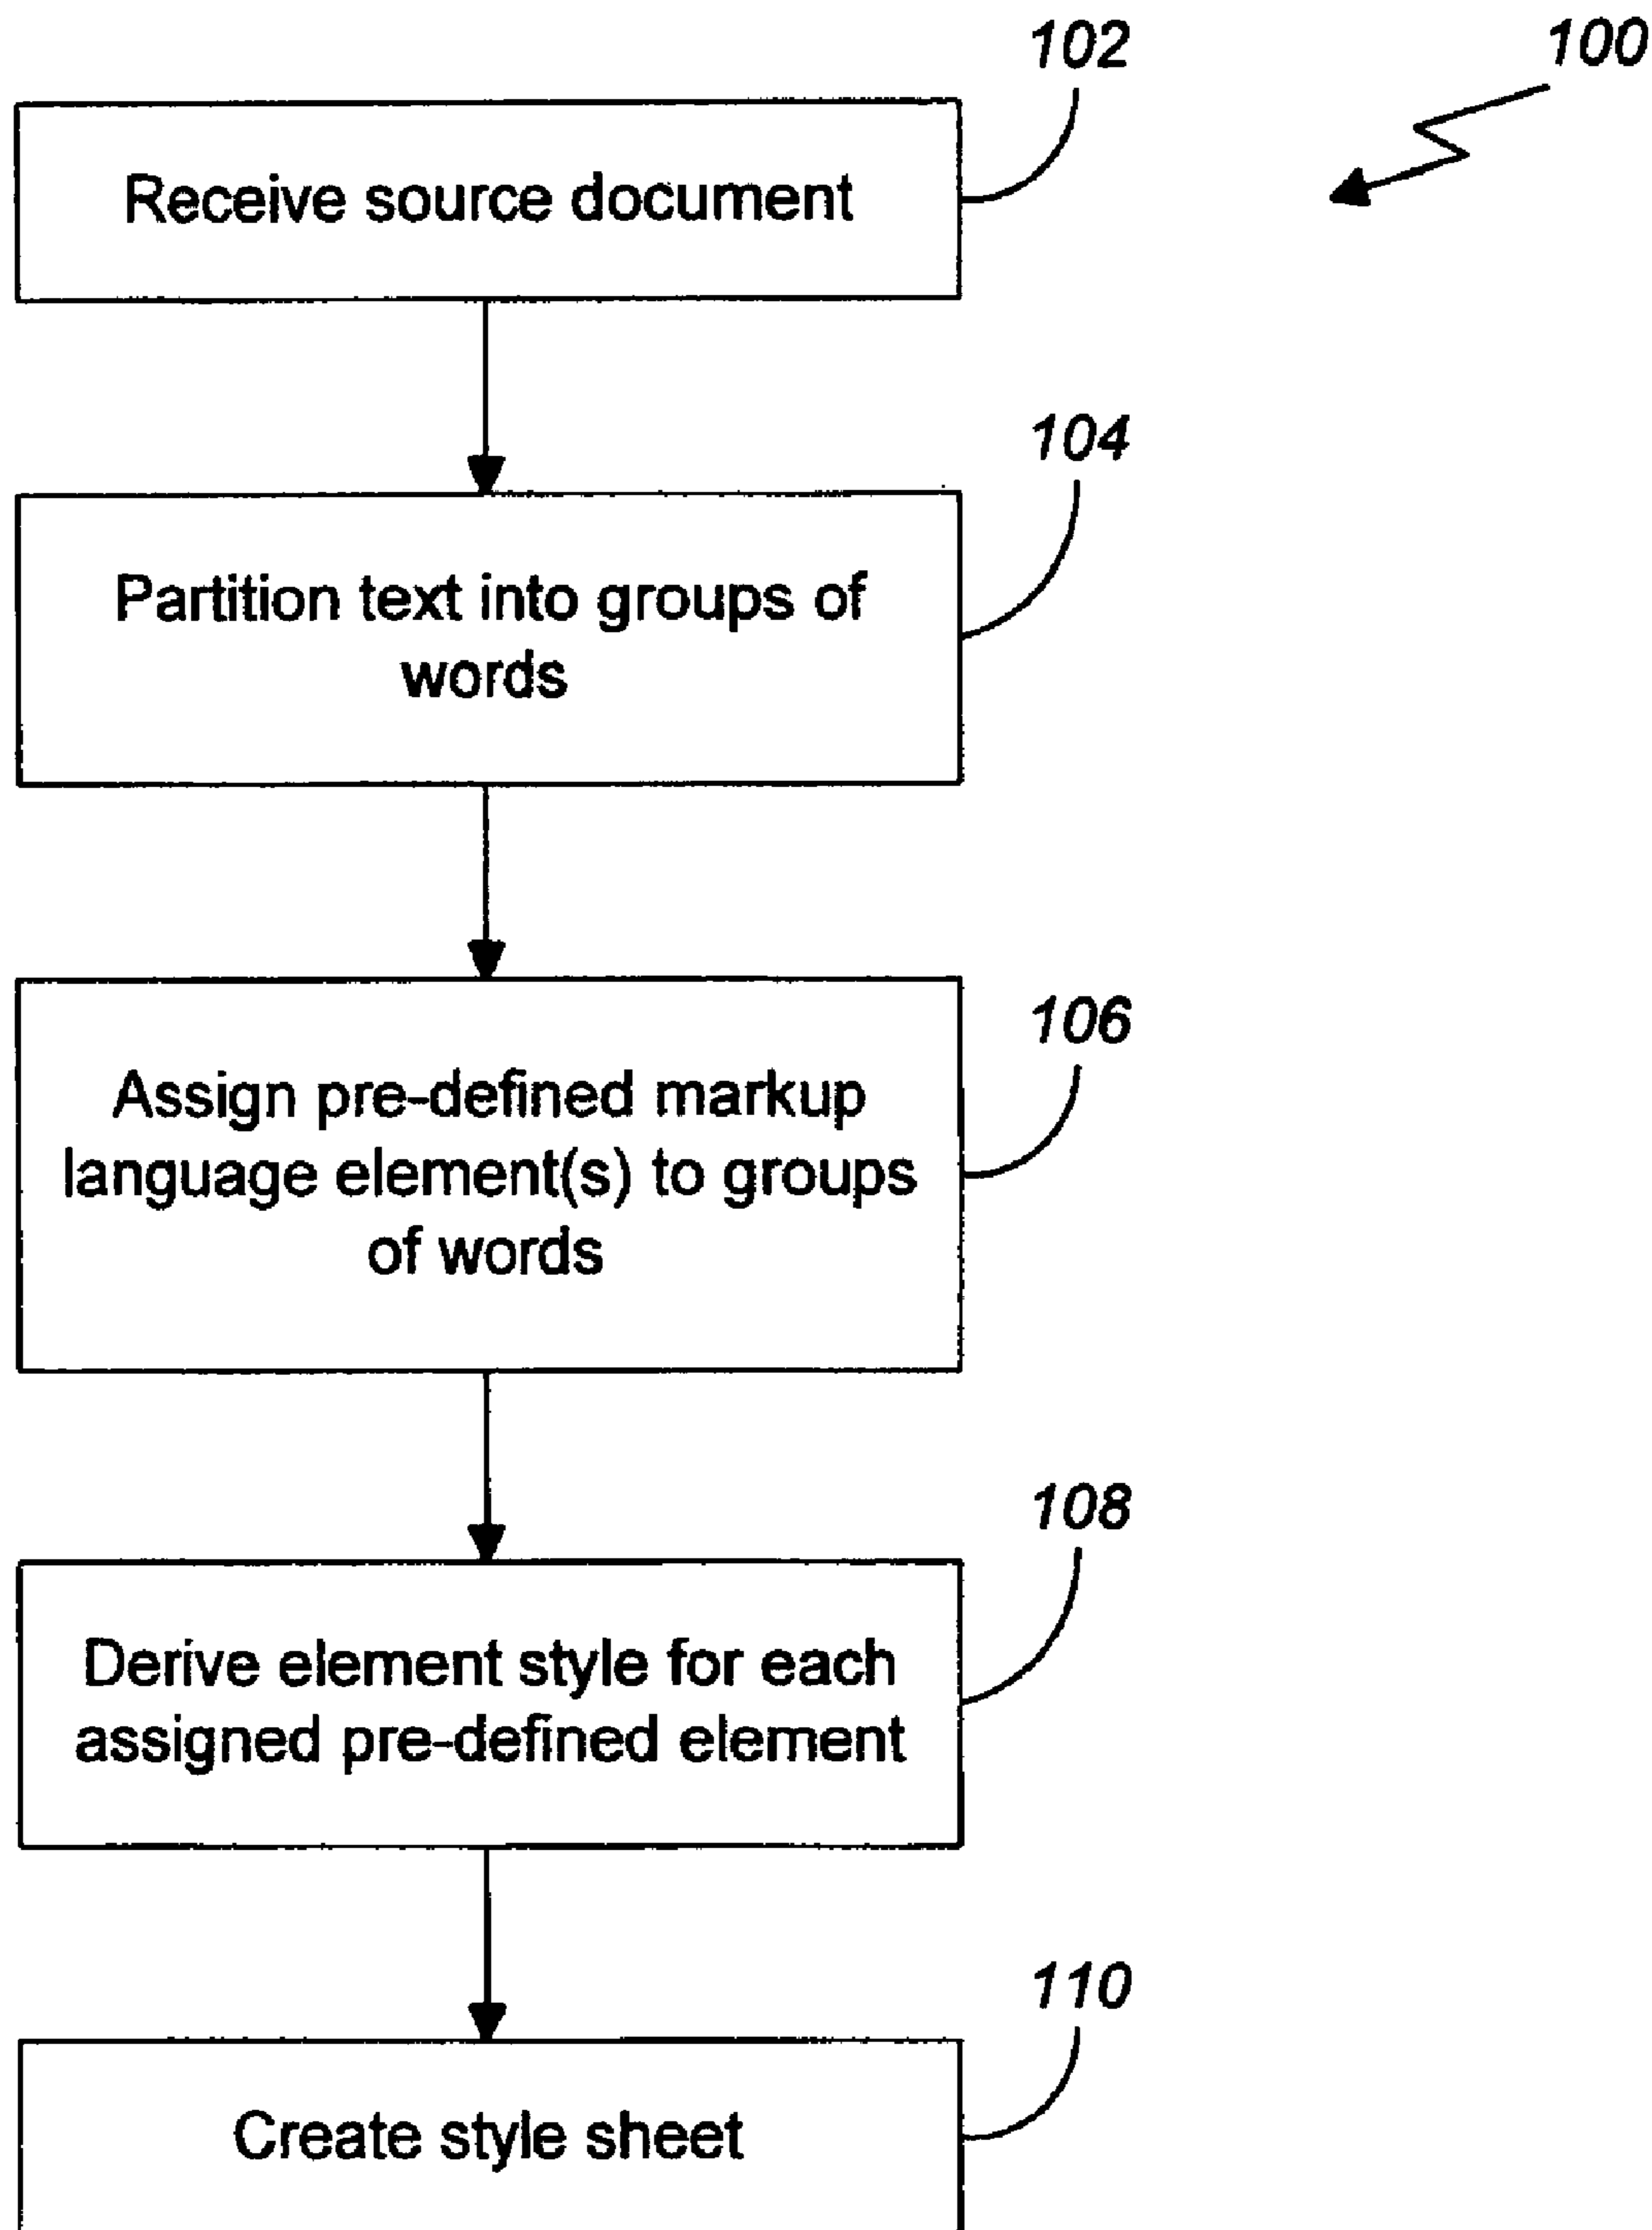 102
100
Receive source document
104
Partition text into groups of
words
106
Assign pre-defined markup
language element(s) to groups
of words
108
Derive element style for each
assigned pre-defined element
110
Create style sheet